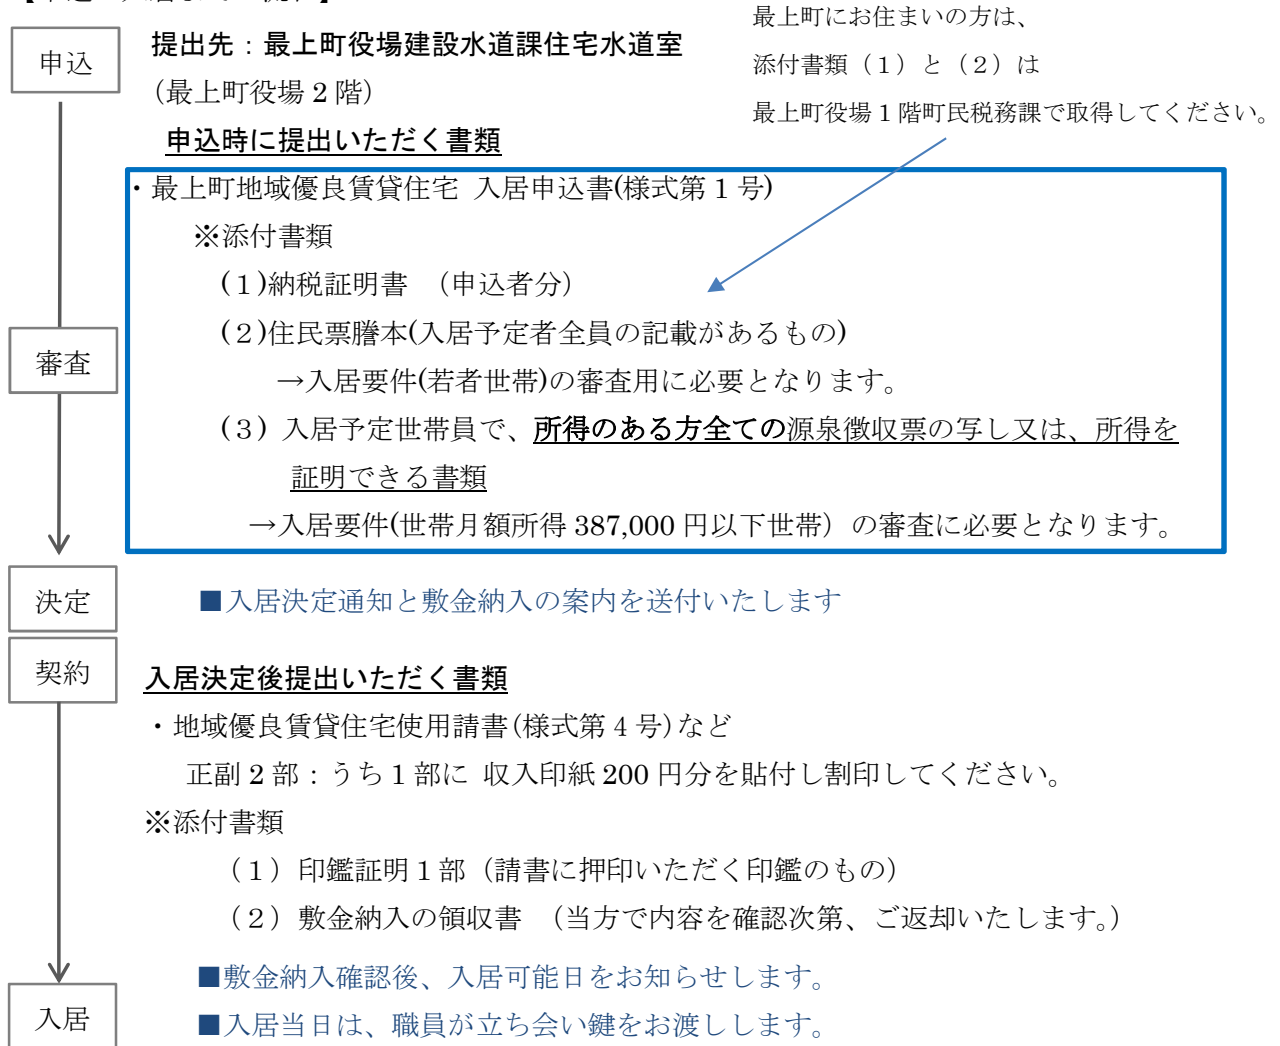 申込
提出先：最上町役場建設水道課住宅水道室
（最上町役場２階）
最上町にお住まいの方は、
添付書類（１）と（２）は
最上町役場１階町民税務課で取得してください。
申込時に提出いただく書類
・最上町地域優良賃貸住宅 入居申込書(様式第１号)
※添付書類
(１)納税証明書 （申込者分）
(２)住民票謄本(入居予定者全員の記載があるもの)
→入居要件(若者世帯)の審査用に必要となります。
(３) 入居予定世帯員で、所得のある方全ての源泉徴収票の写し又は、所得を
証明できる書類
→入居要件(世帯月額所得 387,000 円以下世帯）の審査に必要となります。
審査
決定
■入居決定通知と敷金納入の案内を送付いたします
契約
入居決定後提出いただく書類
・地域優良賃貸住宅使用請書(様式第４号)など
正副２部：うち１部に 収入印紙 200 円分を貼付し割印してください。
※添付書類
（１）印鑑証明１部（請書に押印いただく印鑑のもの）
（２）敷金納入の領収書 （当方で内容を確認次第、ご返却いたします。）
■敷金納入確認後、入居可能日をお知らせします。
入居
■入居当日は、職員が立ち会い鍵をお渡しします。